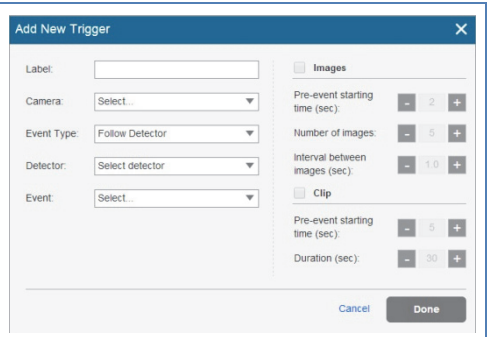 Add New Trigger
Label:
Camera: Select...
Event Type: Follow Detector
Detector: Select detector
Event: Select...
Images
Pre-event starting
time (sec): - 2 +
Number of images: - 5 +
Interval between
images (sec): - 1.0 +
Clip
Pre-event starting
time (sec): - 5 +
Duration (sec): - 30 +
Cancel
Done